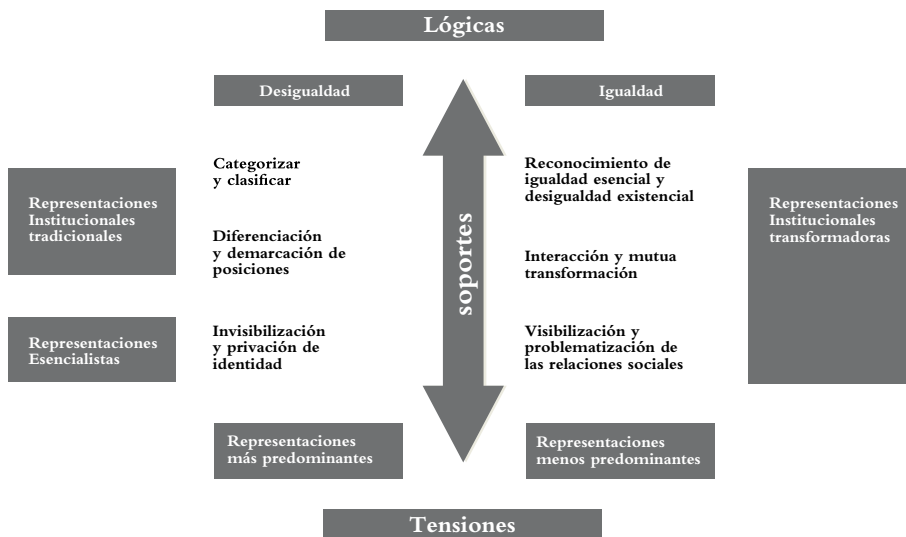 Lógicas
Desigualdad
Igualdad
Representaciones
Institucionales
tradicionales
Representaciones
Esencialistas
Categorizar
y clasificar
Diferenciación
y demarcación de
posiciones
Invisibilización
y privación de
identidad
Representaciones
más predominantes
soportes
Reconocimiento de
igualdad esencial y
desigualdad existencial
Interacción y mutua
transformación
Visibilización y
problematización de
las relaciones sociales
Representaciones
menos predominantes
Representaciones
Institucionales
transformadoras
Tensiones